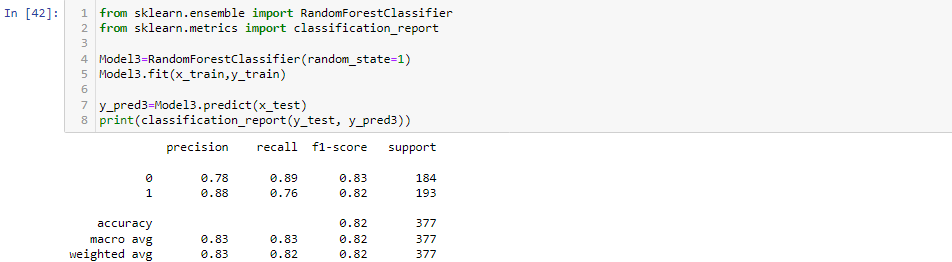 In [42]:
1 from sklearn.ensemble import RandomForestClassifier
2 from sklearn.metrics import classification_report
3
4 Model3=RandomForestClassifier(random_state=1)
5 Model3.fit(x_train,y_train)
6
7 y_pred3=Model3.predict(x_test)
8 print(classification_report(y_test, y_pred3))
precision recall f1-score support
0 0.78 0.89 0.83 184
1 0.88 0.76 0.82 193
accuracy 0.82 377
macro avg 0.83 0.83 0.82 377
weighted avg 0.83 0.82 0.82 377